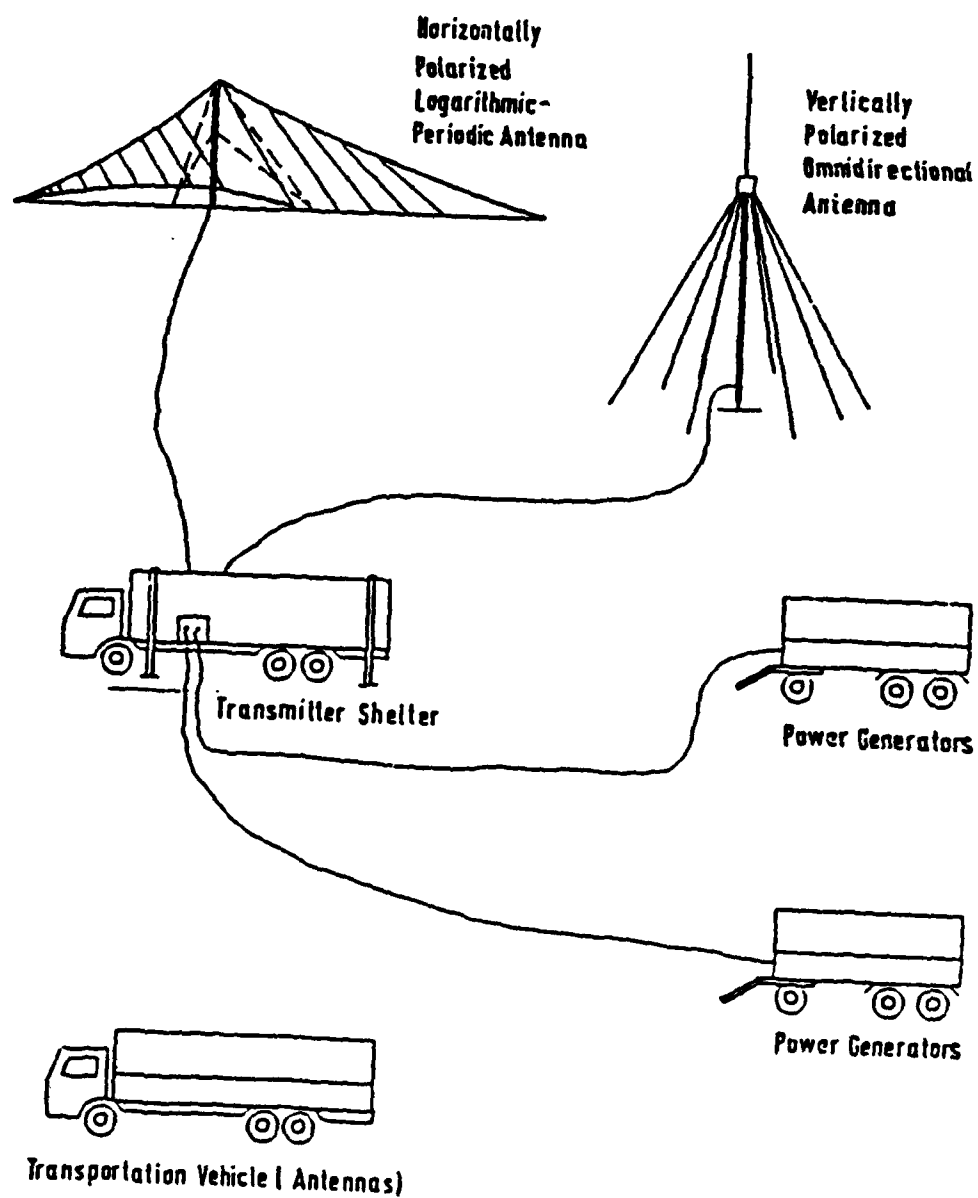 Horizontally
Polarized
Logarithmic-
Periodic Antenna
Vertically
Polarized
Omnidirectional
Antenna
Transmitter Shelter
Power Generators
Power Generators
Transportation Vehicle ( Antennas)